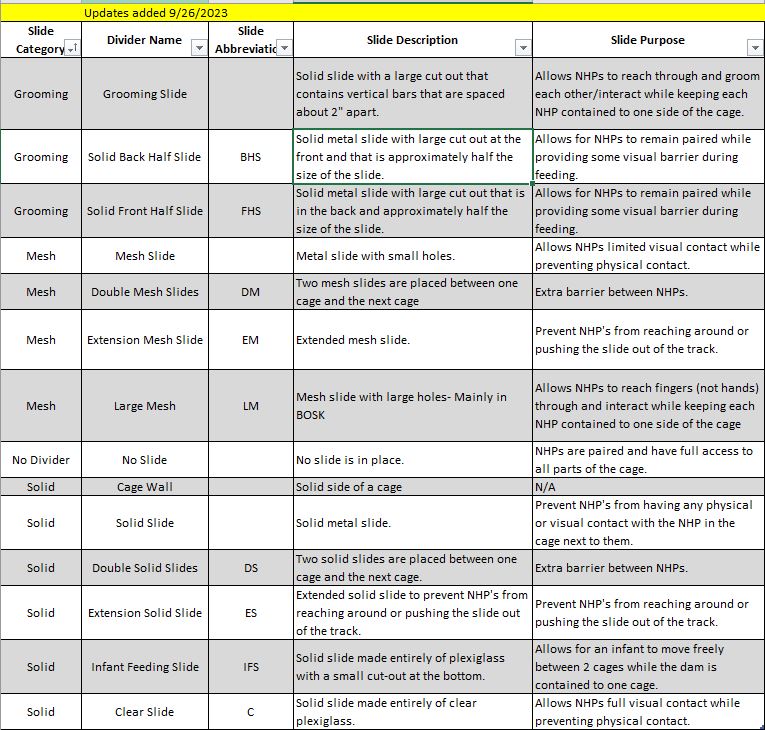 Updates added 9/26/2023
Slide
Category
Divider Name
Slide
Abbreviatic
Slide Description
Slide Purpose
Grooming
Grooming Slide
Solid slide with a large cut out that
contains vertical bars that are spaced
about 2" apart.
Allows NHPs to reach through and groom
each other/interact while keeping each
NHP contained to one side of the cage.
Grooming
Solid Back Half Slide
BHS
Solid metal slide with large cut out at the
front and that is approximately half the
size of the slide.
Allows for NHPs to remain paired while
providing some visual barrier during
feeding.
Grooming
Solid Front Half Slide
FHS
Solid metal slide with large cut out that is
in the back and approximately half the
size of the slide.
Allows for NHPs to remain paired while
providing some visual barrier during
feeding.
Mesh
Mesh Slide
Metal slide with small holes.
Allows NHPs limited visual contact while
preventing physical contact.
Mesh
Double Mesh Slides
DM
Two mesh slides are placed between one
cage and the next cage
Extra barrier between NHPs.
Mesh
Extension Mesh Slide
EM
Extended mesh slide.
Prevent NHP's from reaching around or
pushing the slide out of the track.
Mesh
Large Mesh
LM
Mesh slide with large holes- Mainly in
BOSK
Allows NHPs to reach fingers (not hands)
through and interact while keeping each
NHP contained to one side of the cage
No Divider
No Slide
No slide is in place.
NHPs are paired and have full access to
all parts of the cage.
Solid
Cage Wall
Solid side of a cage
N/A
Solid
Solid Slide
Solid metal slide.
Prevent NHP's from having any physical
or visual contact with the NHP in the
cage next to them.
Solid
Double Solid Slides
DS
Two solid slides are placed between one
cage and the next cage.
Extra barrier between NHPs.
Solid
Extension Solid Slide
ES
Extended solid slide to prevent NHP's from
reaching around or pushing the slide out
of the track.
Prevent NHP's from reaching around or
pushing the slide out of the track.
Solid
Infant Feeding Slide
IFS
Solid slide made entirely of plexiglass
with a small cut-out at the bottom.
Allows for an infant to move freely
between 2 cages while the dam is
contained to one cage.
Solid
Clear Slide
C
Solid slide made entirely of clear
plexiglass.
Allows NHPs full visual contact while
preventing physical contact.